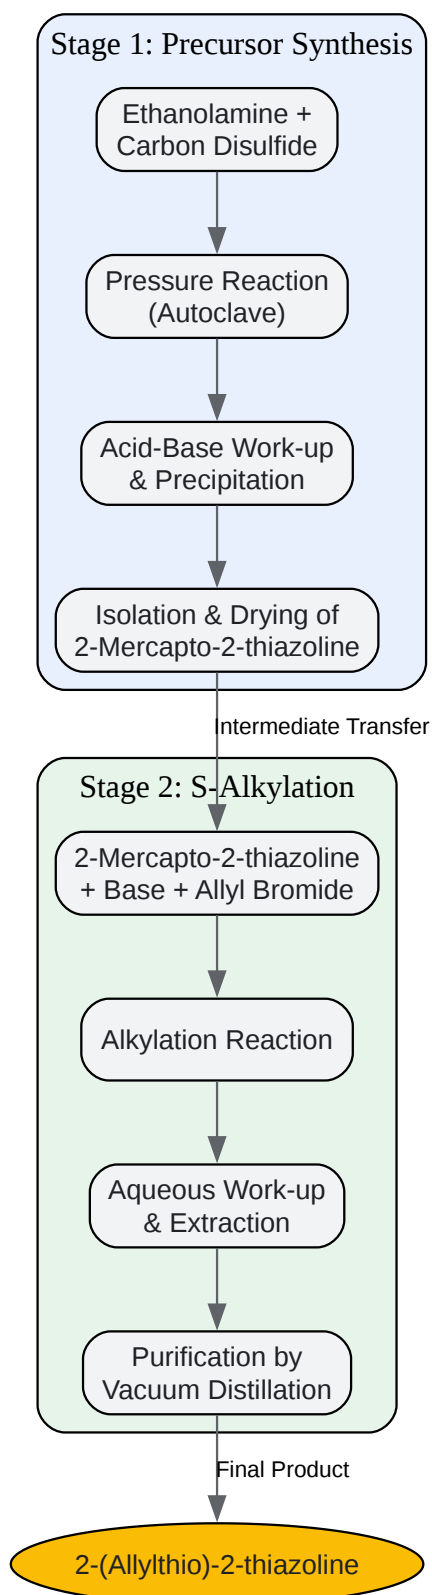 Stage 1: Precursor Synthesis
Ethanolamine +
Carbon Disulfide
Pressure Reaction
(Autoclave)
Acid-Base Work-up
& Precipitation
Isolation & Drying of
2-Mercapto-2-thiazoline
Intermediate Transfer
Stage 2: S-Alkylation
2-Mercapto-2-thiazoline
+ Base + Allyl Bromide
Alkylation Reaction
Aqueous Work-up
& Extraction
Purification by
Vacuum Distillation
Final Product
2-(Allylthio)-2-thiazoline